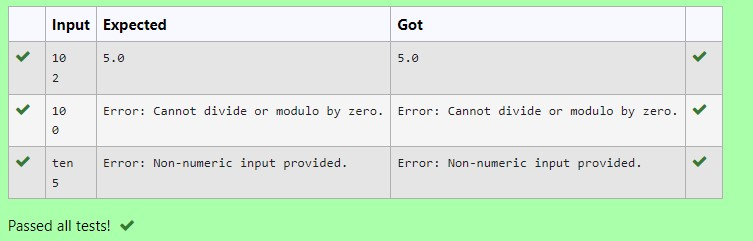 Input Expected Got
10 5.0 5.0
2
10 Error: Cannot divide or modulo by zero. Error: Cannot divide or modulo by zero.
0
ten Error: Non-numeric input provided. Error: Non-numeric input provided.
5
Passed all tests!